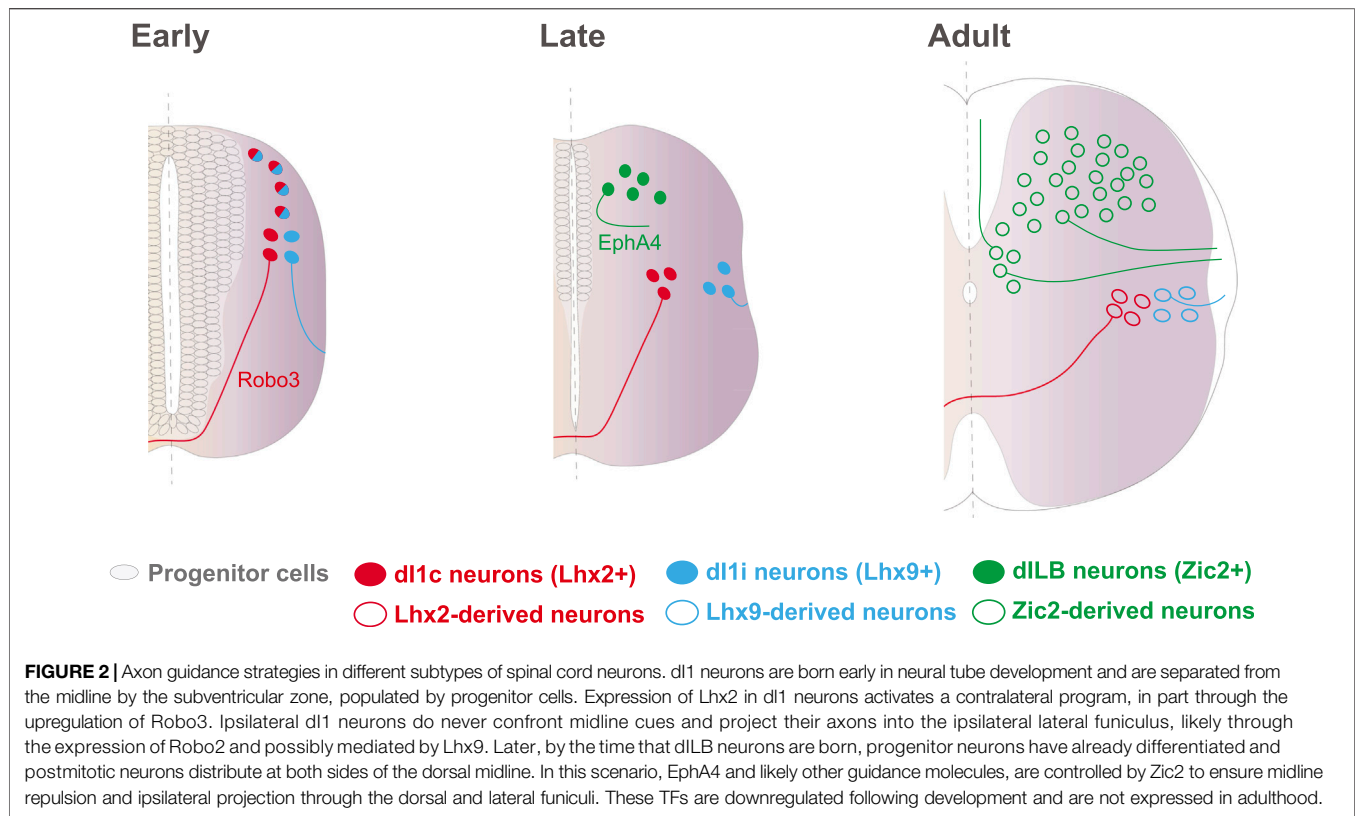 Early
Late
Adult
EphA4
Robo3
Progenitor cells
dI1c neurons (Lhx2+)
dI1i neurons (Lhx9+)
dILB neurons (Zic2+)
Lhx2-derived neurons
Lhx9-derived neurons
Zic2-derived neurons
FIGURE 2 | Axon guidance strategies in different subtypes of spinal cord neurons. dI1 neurons are born early in neural tube development and are separated from
the midline by the subventricular zone, populated by progenitor cells. Expression of Lhx2 in dI1 neurons activates a contralateral program, in part through the
upregulation of Robo3. Ipsilateral dI1 neurons do never confront midline cues and project their axons into the ipsilateral lateral funiculus, likely through
the expression of Robo2 and possibly mediated by Lhx9. Later, by the time that dILB neurons are born, progenitor neurons have already differentiated and
postmitotic neurons distribute at both sides of the dorsal midline. In this scenario, EphA4 and likely other guidance molecules, are controlled by Zic2 to ensure midline
repulsion and ipsilateral projection through the dorsal and lateral funiculi. These TFs are downregulated following development and are not expressed in adulthood.